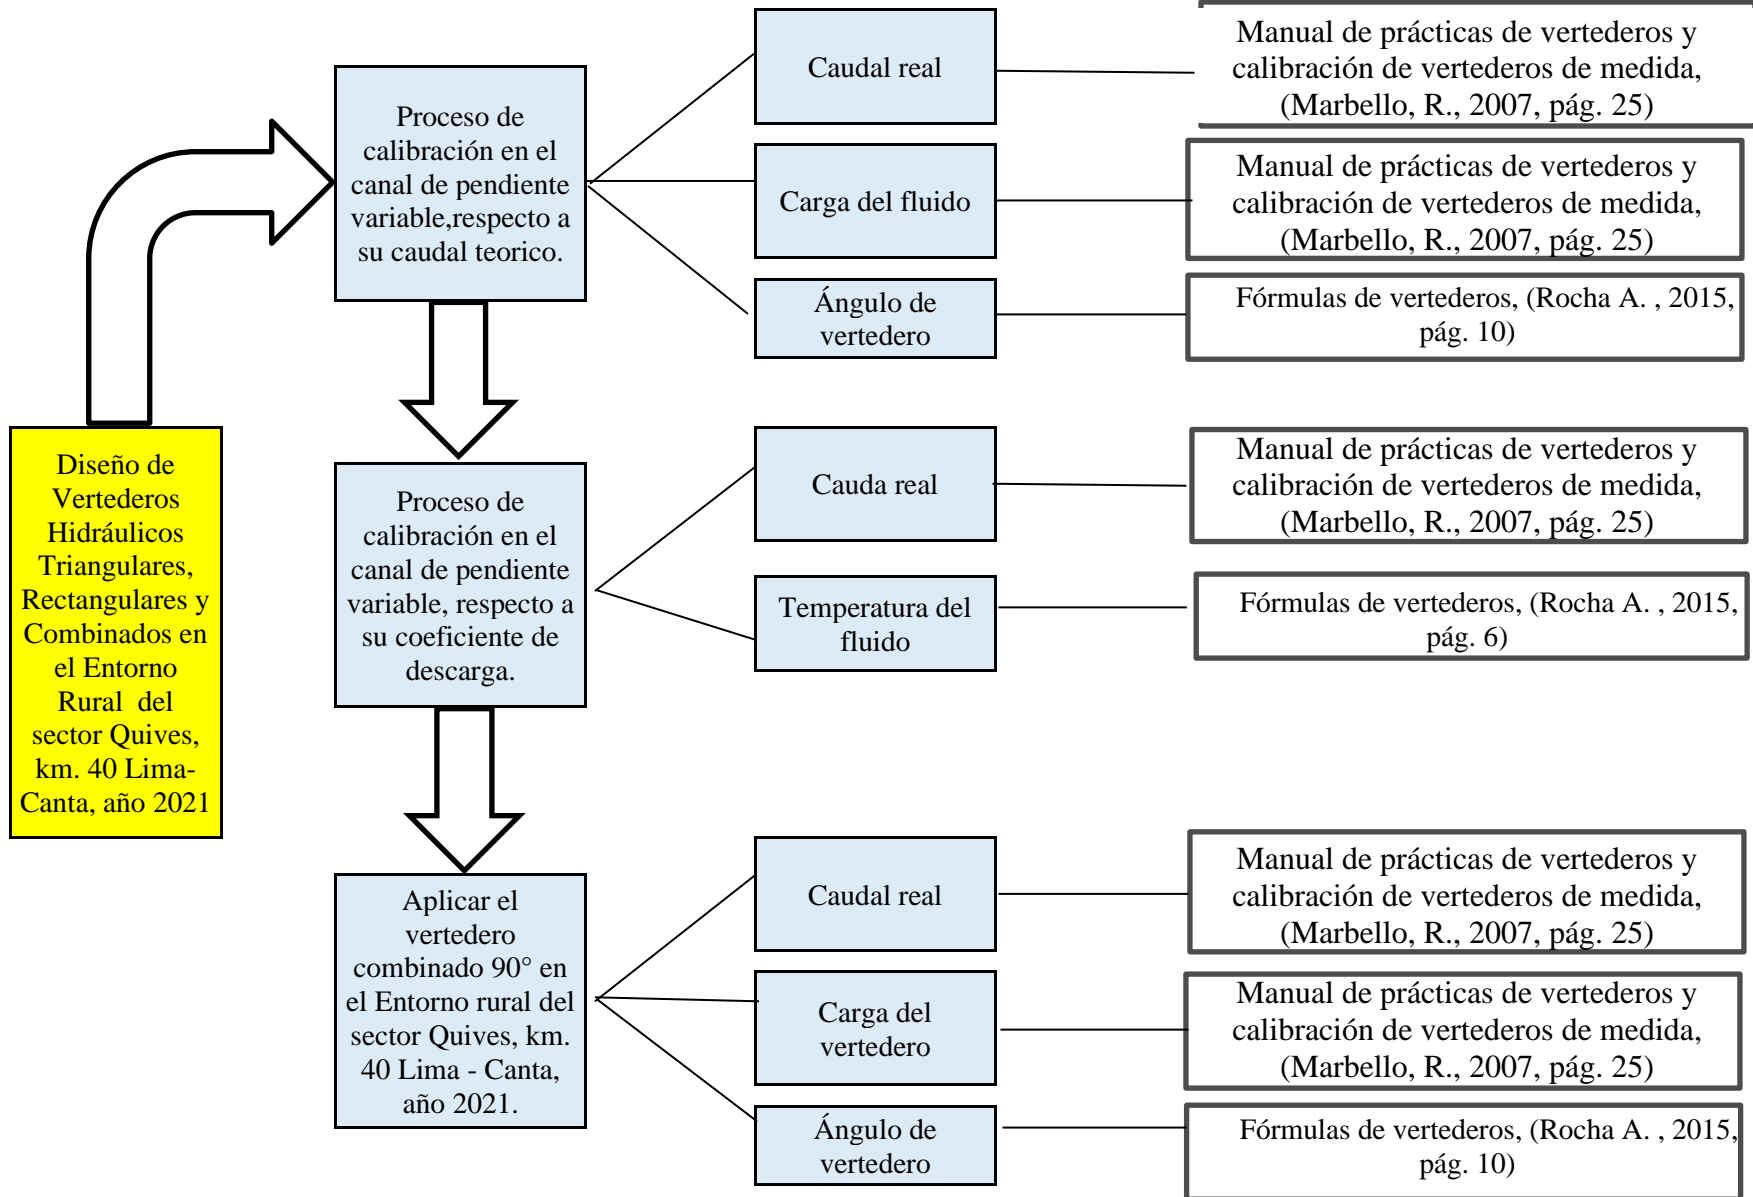 Diseño de
Vertederos
Hidráulicos
Triangulares,
Rectangulares y
Combinados en
el Entorno
Rural del
sector Quives,
km. 40 Lima-
Canta, año 2021
Proceso de
calibración en el
canal de pendiente
variable,respecto a
su caudal teorico.
Caudal real
Manual de prácticas de vertederos y
calibración de vertederos de medida,
(Marbello, R., 2007, pág. 25)
Carga del fluido
Manual de prácticas de vertederos y
calibración de vertederos de medida,
(Marbello, R., 2007, pág. 25)
Ángulo de
vertedero
Fórmulas de vertederos, (Rocha A. , 2015,
pág. 10)
Proceso de
calibración en el
canal de pendiente
variable, respecto a
su coeficiente de
descarga.
Cauda real
Manual de prácticas de vertederos y
calibración de vertederos de medida,
(Marbello, R., 2007, pág. 25)
Temperatura del
fluido
Fórmulas de vertederos, (Rocha A. , 2015,
pág. 6)
Aplicar el
vertedero
combinado 90° en
el Entorno rural del
sector Quives, km.
40 Lima - Canta,
año 2021.
Caudal real
Manual de prácticas de vertederos y
calibración de vertederos de medida,
(Marbello, R., 2007, pág. 25)
Carga del
vertedero
Manual de prácticas de vertederos y
calibración de vertederos de medida,
(Marbello, R., 2007, pág. 25)
Ángulo de
vertedero
Fórmulas de vertederos, (Rocha A. , 2015,
pág. 10)